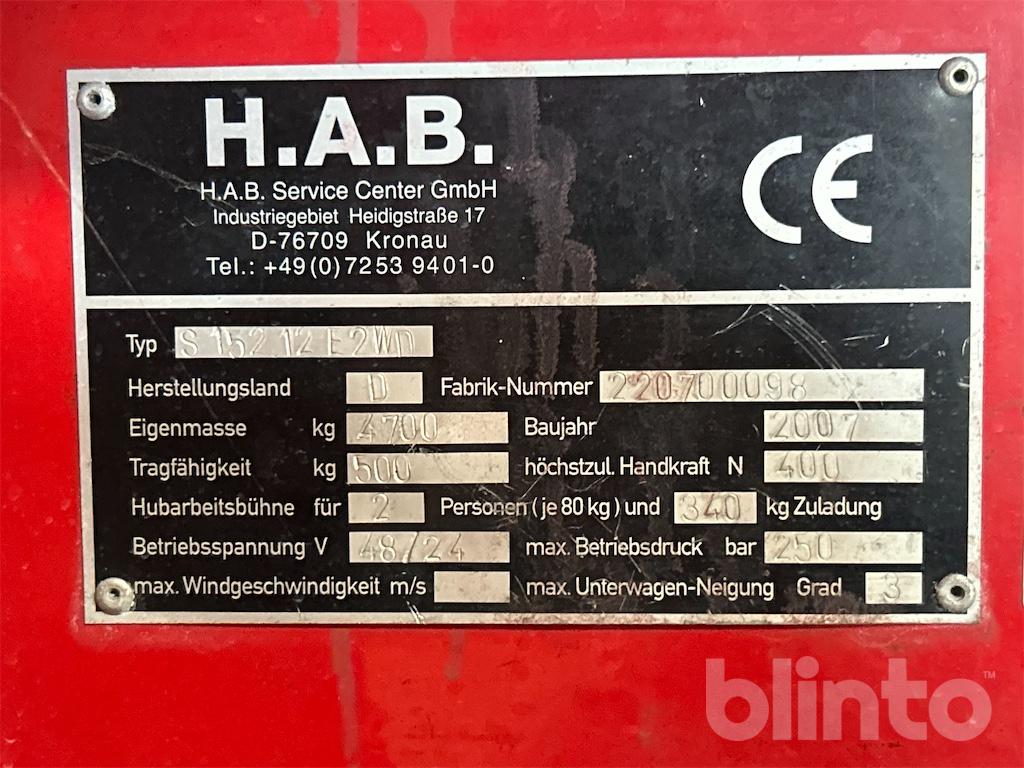 H.A.B.
H.A.B. Service Center GmbH
Industriegebiet Heidigstraße 17
D-76709 Kronau
Tel.: +49(0)7253 9401-0
CE
Typ S 152 12 E2WD
Herstellungsland D Fabrik-Nummer 220700098
Eigenmasse kg 4700 Baujahr 2007
Tragfähigkeit kg 500 höchstzul. Handkraft N 400
Hubarbeitsbühne für 2 Personen (je 80 kg) und 340 kg Zuladung
Betriebsspannung V 48/24 max. Betriebsdruck bar 250
max. Windgeschwindigkeit m/s max. Unterwagen-Neigung Grad 3
blinto™